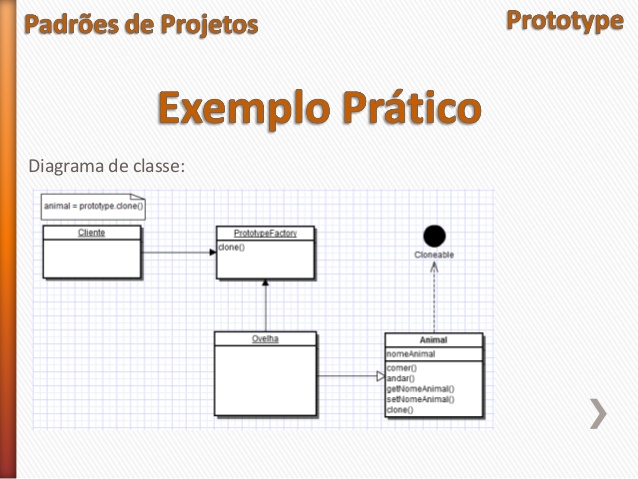 Padrões de Projetos
Prototype
Exemplo Prático
Diagrama de classe:
animal = prototype.clone()
Cliente
PrototypeFactory
clone()
Cloneable
Ovelha
Animal
nomeAnimal
comer()
andar()
getNomeAnimal()
setNomeAnimal()
clone()